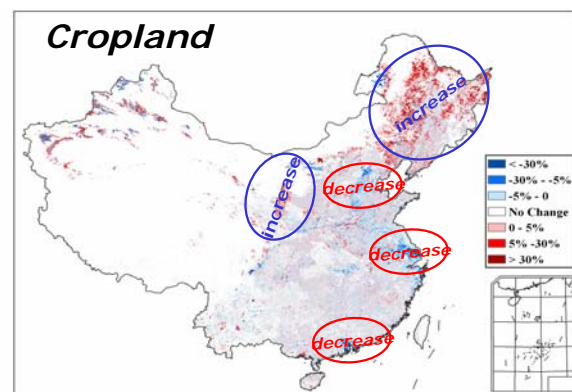 Cropland
increase
increase
decrease
decrease
decrease
< -30%
-30% - -5%
-5% - 0
No Change
0 - 5%
5% -30%
> 30%